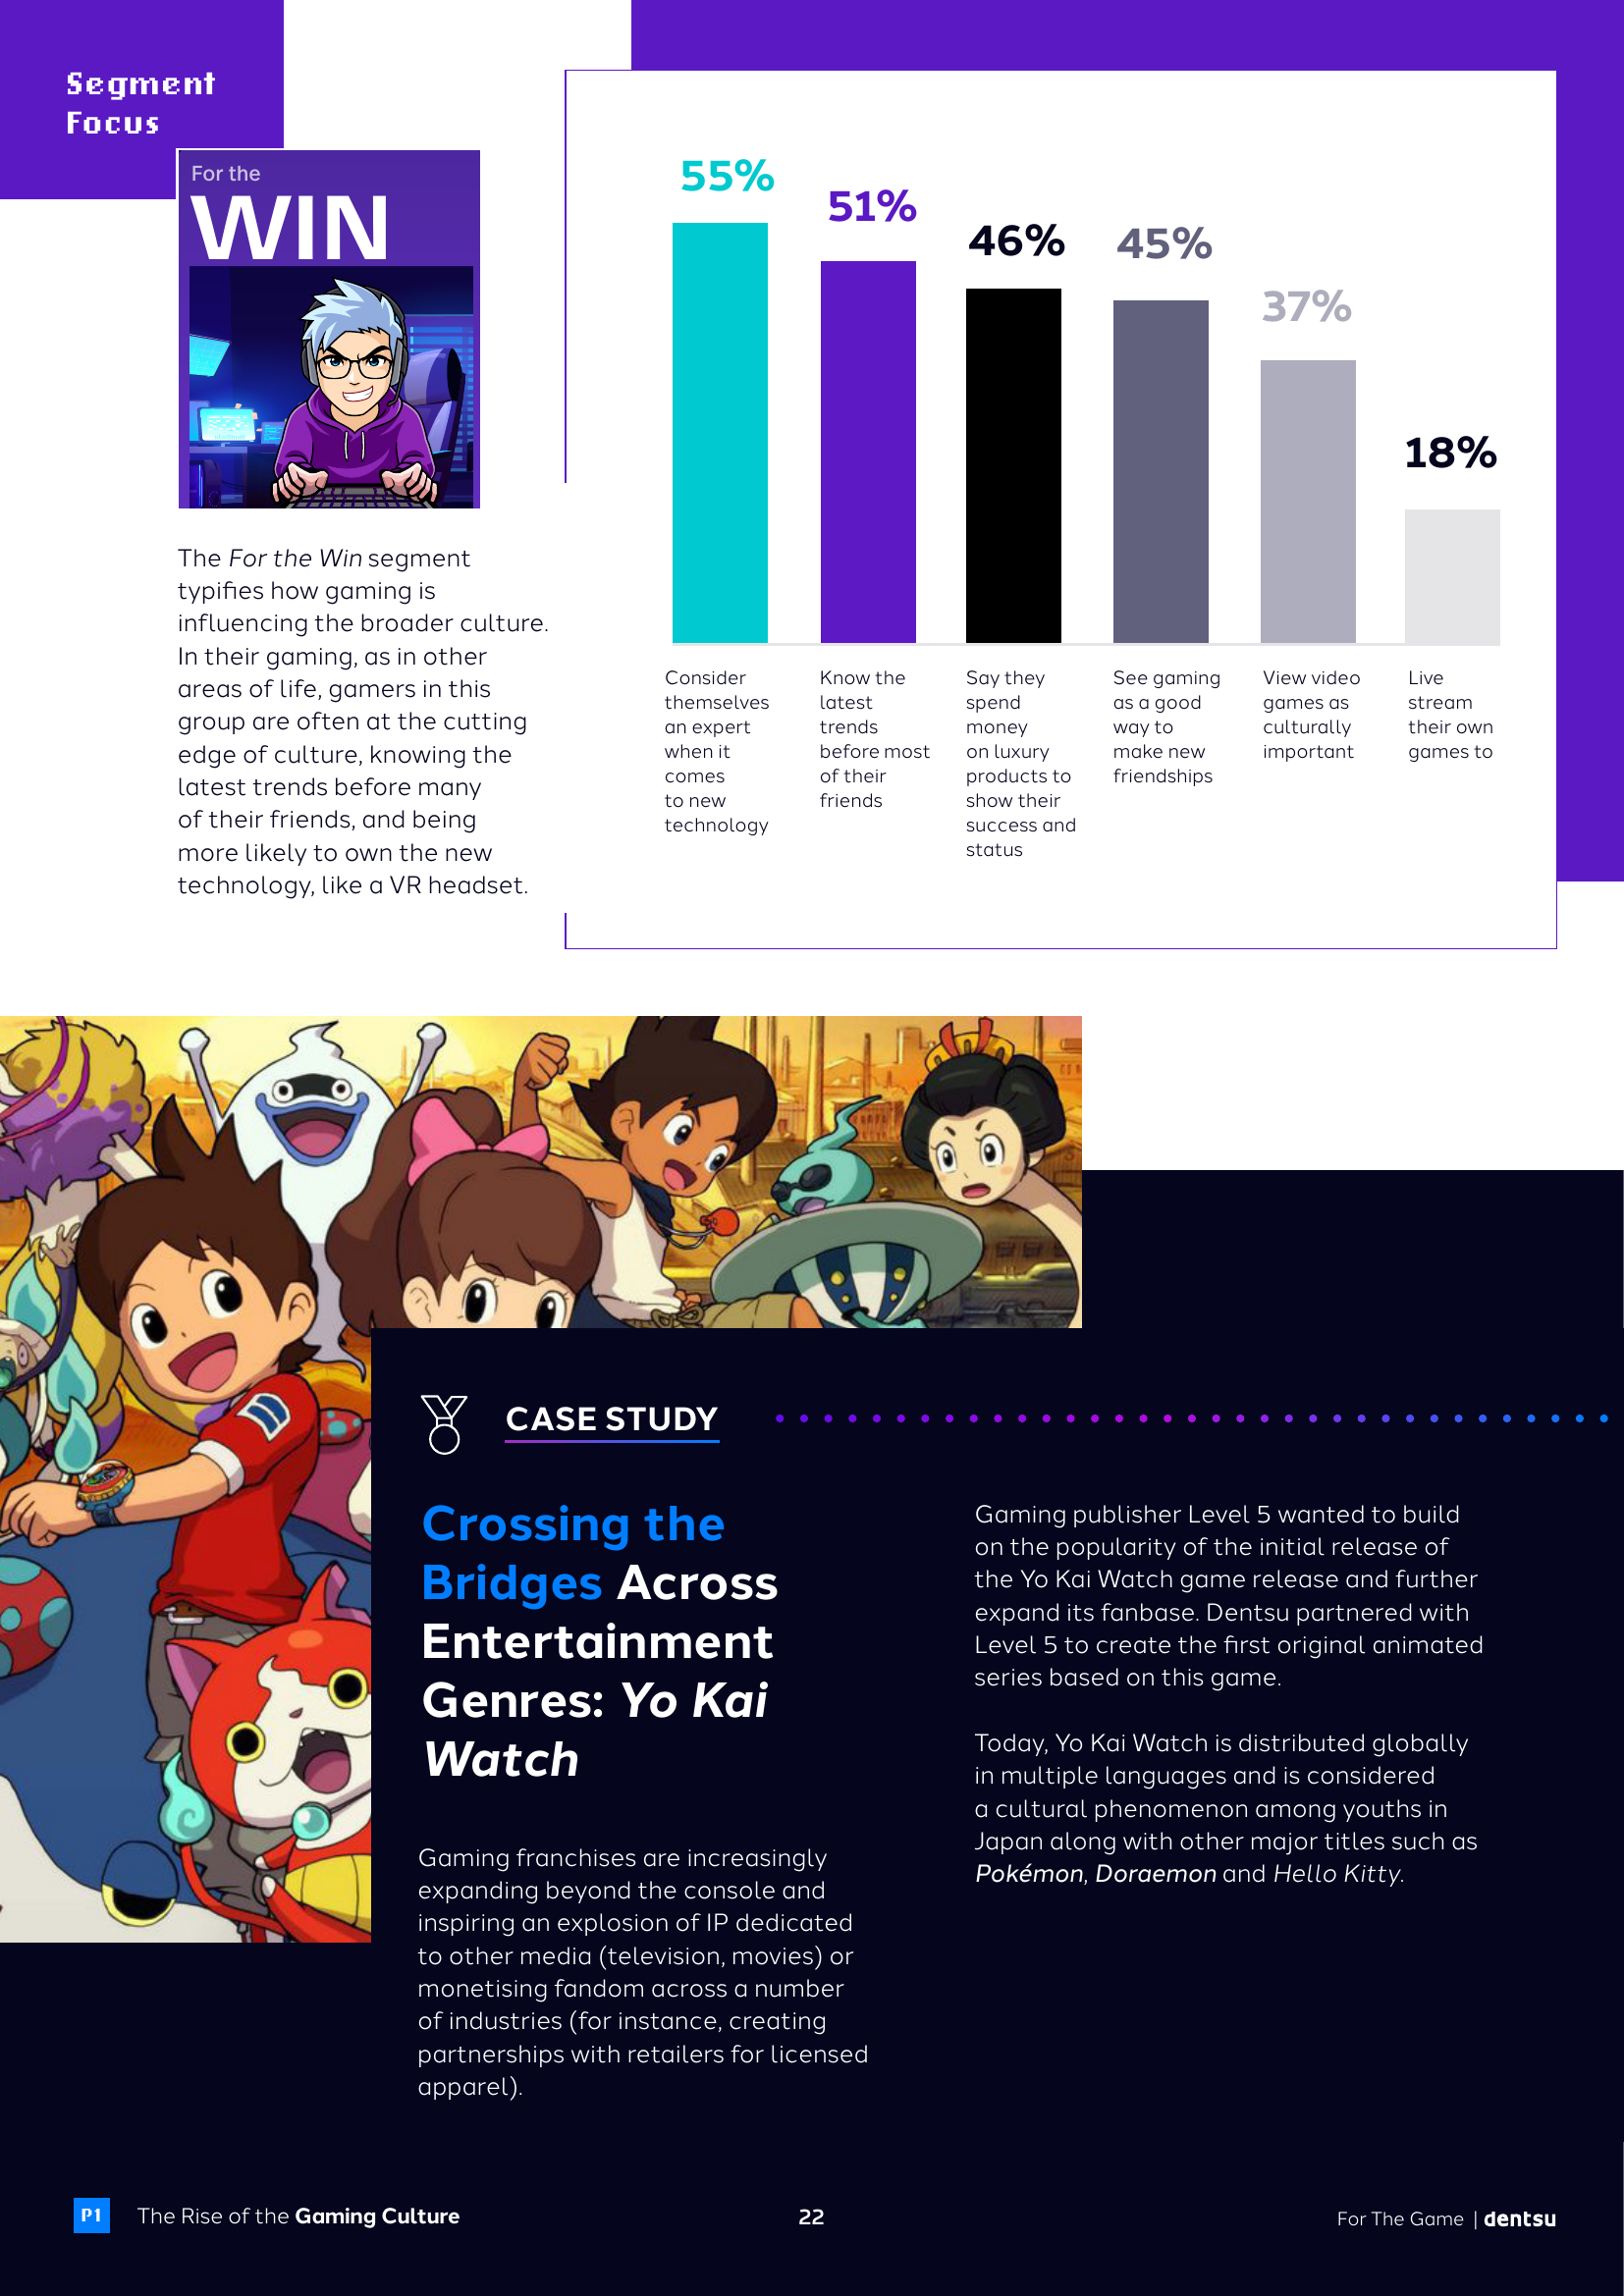 Segment
Focus
For the
WIN
The For the Win segment
typifies how gaming is
influencing the broader culture.
In their gaming, as in other
areas of life, gamers in this
group are often at the cutting
edge of culture, knowing the
latest trends before many
of their friends, and being
more likely to own the new
technology, like a VR headset.
55%
51%
46%
45%
37%
18%
Consider
themselves
an expert
when it
comes
to new
technology
Know the
latest
trends
before most
of their
friends
Say they
spend
money
on luxury
products to
show their
success and
status
See gaming
as a good
way to
make new
friendships
View video
games as
culturally
important
Live
stream
their own
games to
CASE STUDY
Crossing the
Bridges Across
Entertainment
Genres: Yo Kai
Watch
Gaming franchises are increasingly
expanding beyond the console and
inspiring an explosion of IP dedicated
to other media (television, movies) or
monetising fandom across a number
of industries (for instance, creating
partnerships with retailers for licensed
apparel).
Gaming publisher Level 5 wanted to build
on the popularity of the initial release of
the Yo Kai Watch game release and further
expand its fanbase. Dentsu partnered with
Level 5 to create the first original animated
series based on this game.
Today, Yo Kai Watch is distributed globally
in multiple languages and is considered
a cultural phenomenon among youths in
Japan along with other major titles such as
Pokémon, Doraemon and Hello Kitty.
P1 The Rise of the Gaming Culture
22
For The Game | dentsu